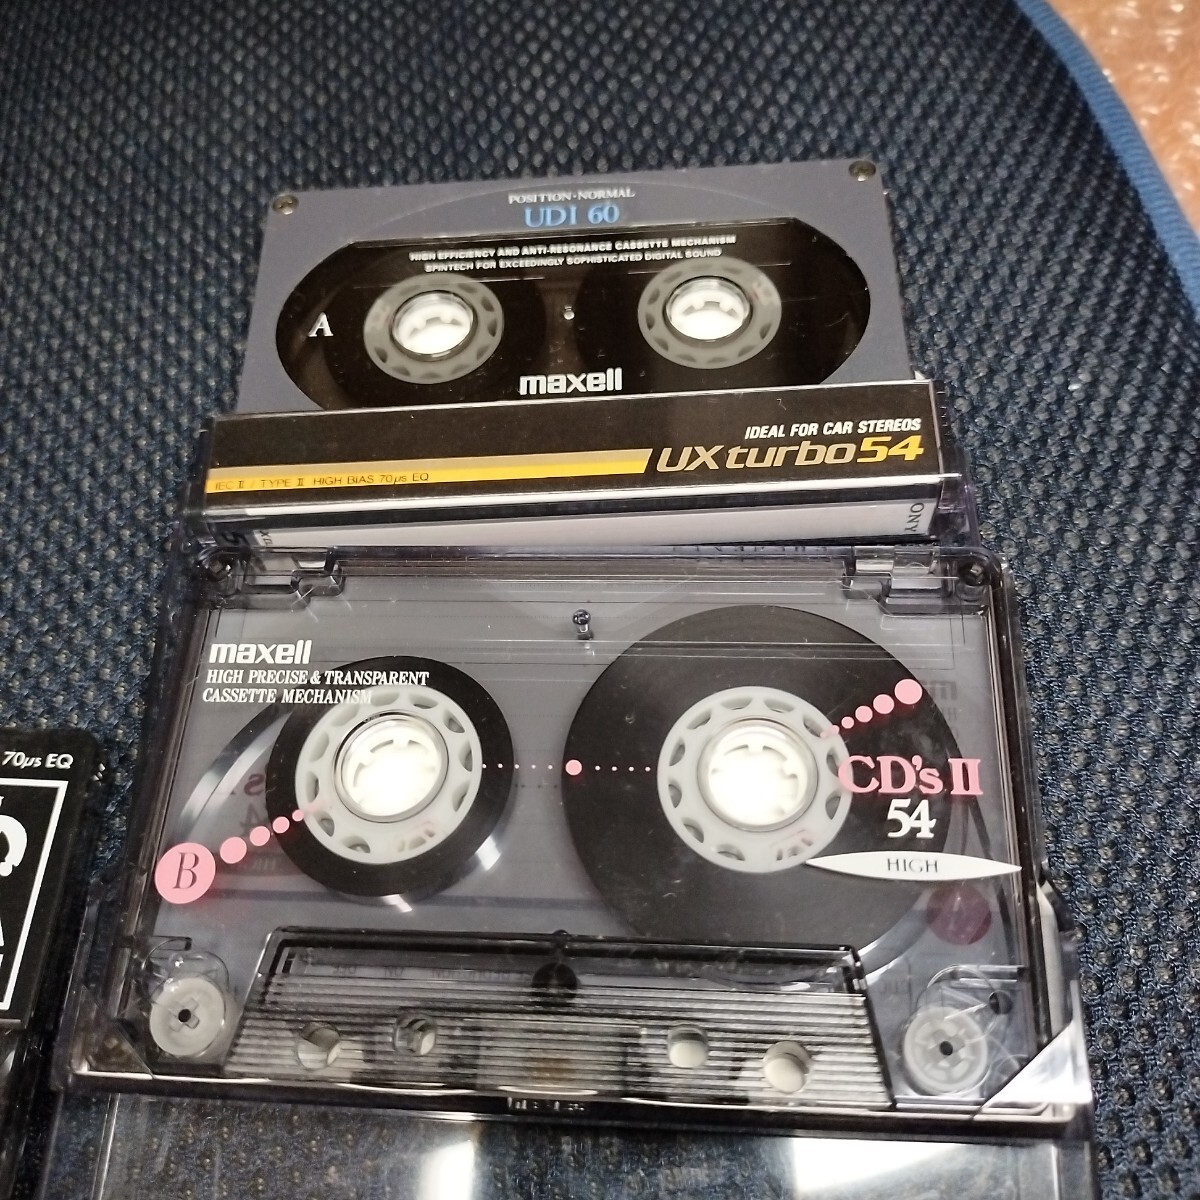 POSITION·NORMAL
UDI 60
HIGH EFFICIENCY AND ANTI-RESONANCE CASSETTE MECHANISM
SPINTECH FOR EXCEEDINGLY SOPHISTICATED DIGITAL SOUND
A
maxell
IDEAL FOR CAR STEREOS
UX turbo 54
IEC II / TYPE II HIGH BIAS 70μs EQ
maxell
HIGH PRECISE & TRANSPARENT
CASSETTE MECHANISM
CD's II
54
HIGH
B
70μs EQ